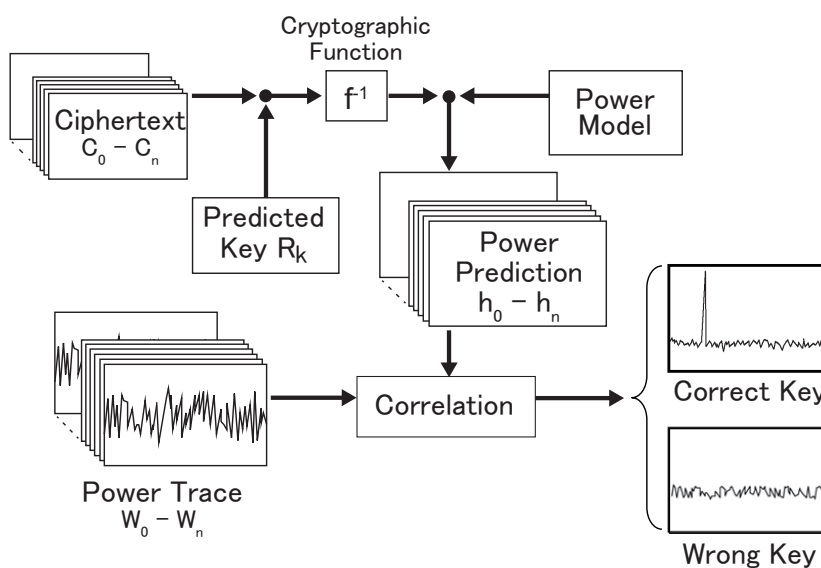 Cryptographic
Function
Ciphertext
C₀ − Cₙ
f⁻¹
Power
Model
Predicted
Key Rₖ
Power
Prediction
h₀ − hₙ
Correlation
Correct Key
Power Trace
W₀ − Wₙ
Wrong Key